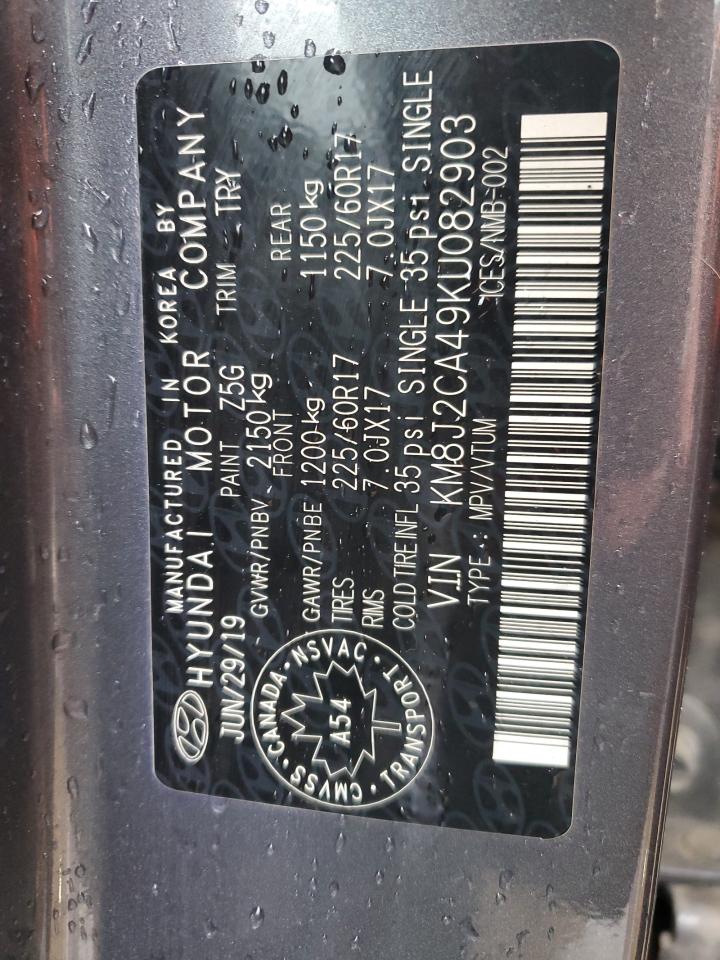 MANUFACTURED IN KOREA BY
HYUNDAI MOTOR COMPANY
JUN/29/19 PAINT Z5G TRIM TRY
GVWR/PNBV 2150kg
FRONT REAR
GAWR/PNBE 1200kg 1150kg
TIRES 225/60R17 225/60R17
RIMS 7.0JX17 7.0JX17
COLD TIRE INFL 35 psi SINGLE 35 psi SINGLE
VIN KM8J2CA49KU082903
TYPE : MPV/VTUM ICES/NMB-002
CANADA · NSVAC · TRANSPORT · CMVSS
A54